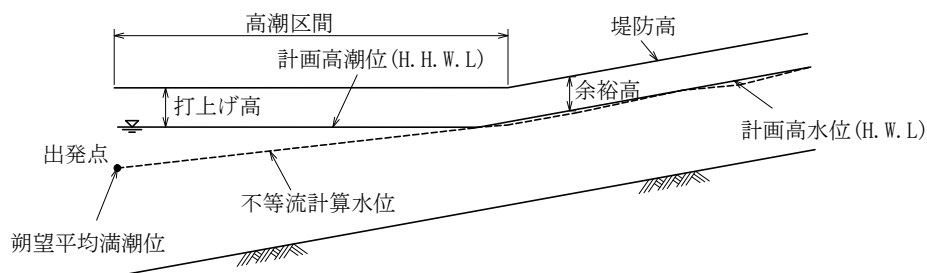 高潮区間
堤防高
計画高潮位(H.H.W.L)
打上げ高
余裕高
計画高水位(H.W.L)
出発点
不等流計算水位
朔望平均満潮位